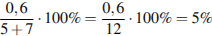 0,6/(5+7) · 100% = 0,6/12 · 100% = 5%